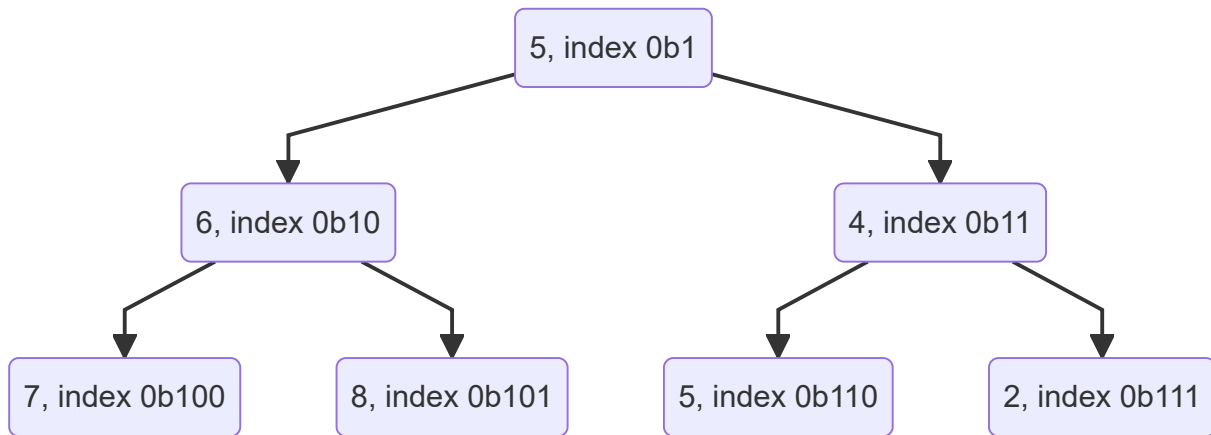 5, index 0b1
6, index 0b10
4, index 0b11
7, index 0b100
8, index 0b101
5, index 0b110
2, index 0b111